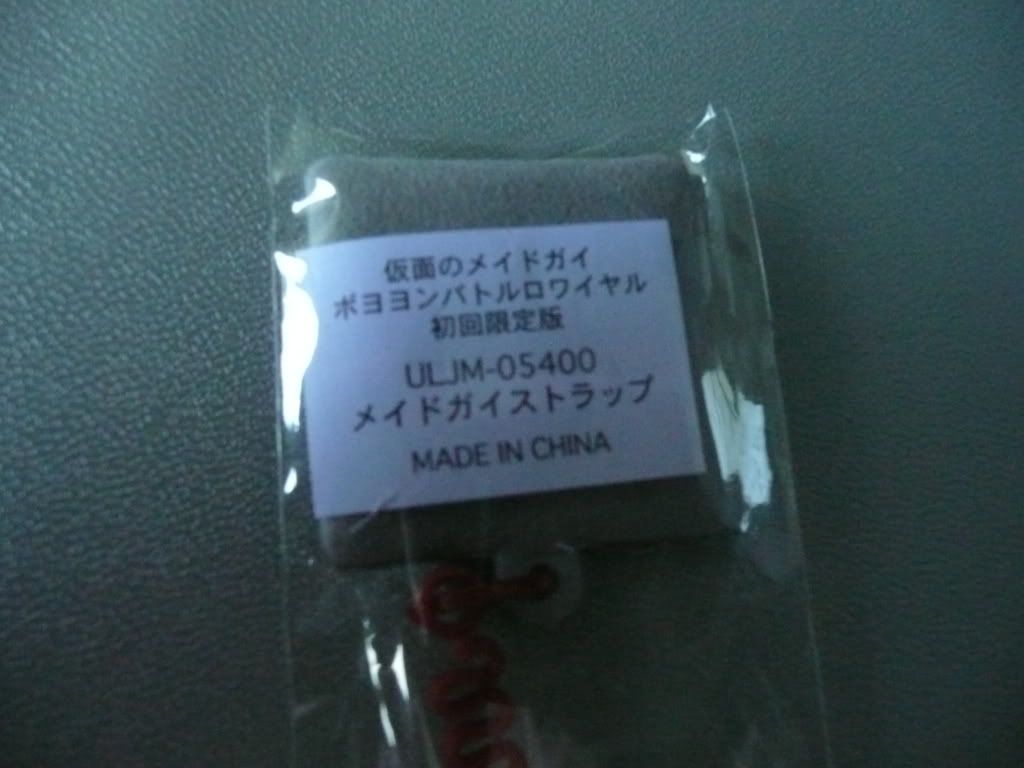 仮面のメイドガイ
ボヨヨンバトルロワイヤル
初回限定版
ULJM-05400
メイドガイストラップ
MADE IN CHINA